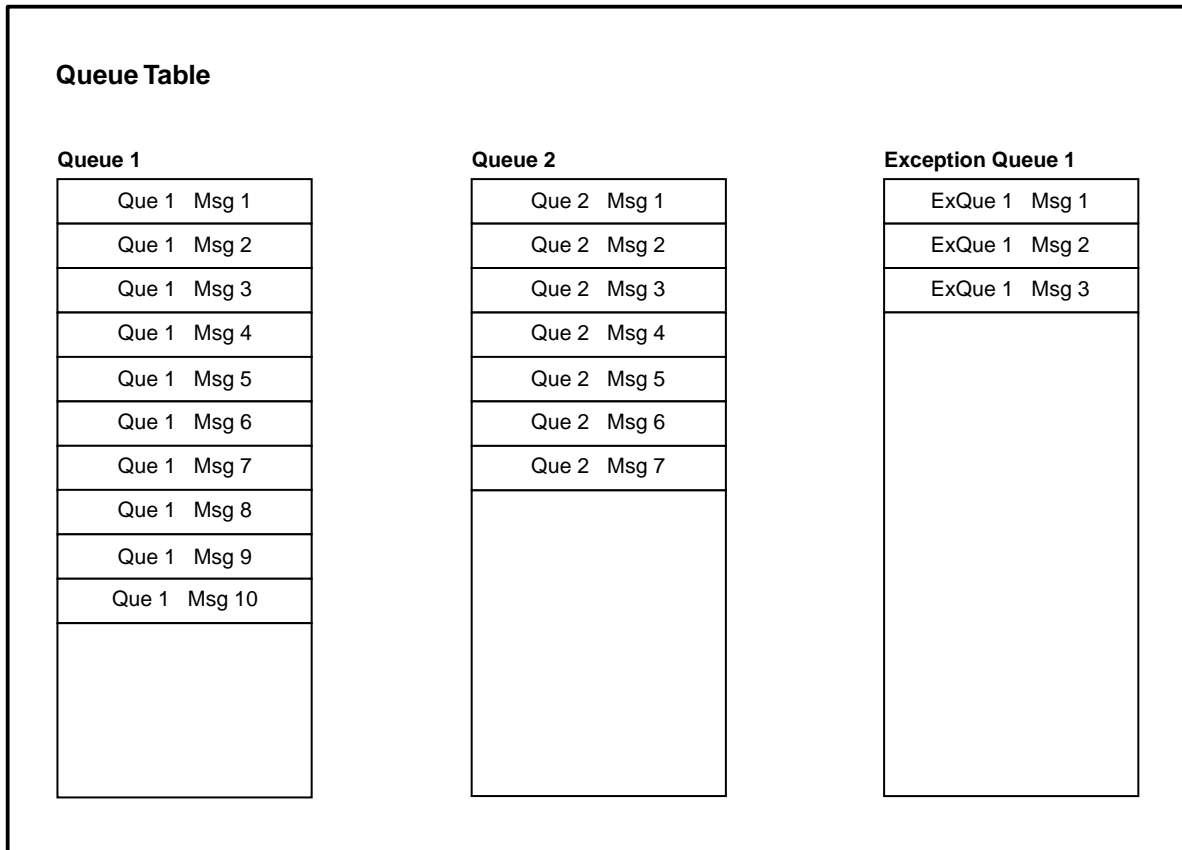 Queue Table
Queue 1
Que 1 Msg 1
Que 1 Msg 2
Que 1 Msg 3
Que 1 Msg 4
Que 1 Msg 5
Que 1 Msg 6
Que 1 Msg 7
Que 1 Msg 8
Que 1 Msg 9
Que 1 Msg 10
Queue 2
Que 2 Msg 1
Que 2 Msg 2
Que 2 Msg 3
Que 2 Msg 4
Que 2 Msg 5
Que 2 Msg 6
Que 2 Msg 7
Exception Queue 1
ExQue 1 Msg 1
ExQue 1 Msg 2
ExQue 1 Msg 3